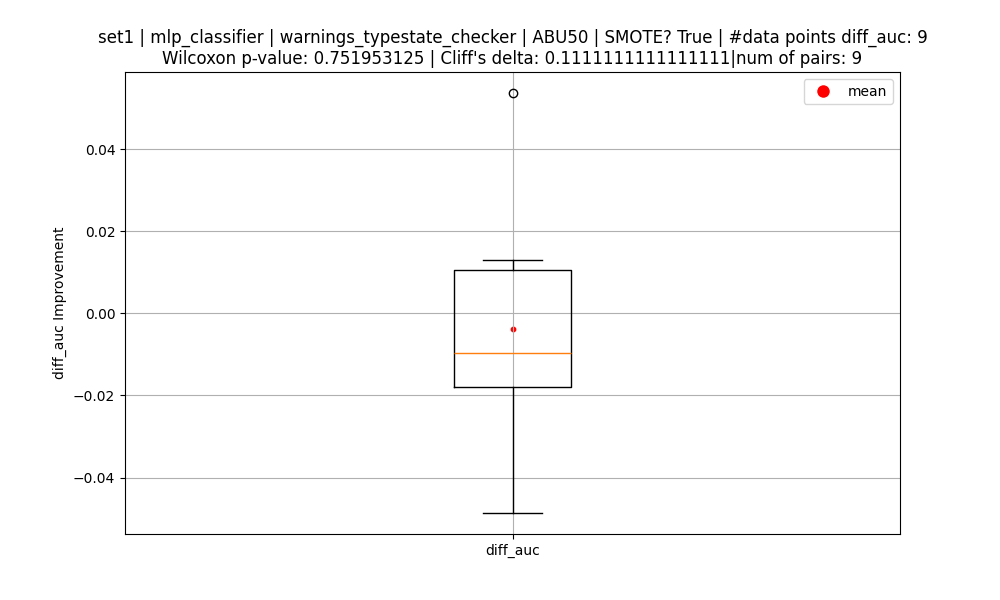 set1 | mlp_classifier | warnings_typestate_checker | ABU50 | SMOTE? True | #data points diff_auc: 9
Wilcoxon p-value: 0.751953125 | Cliff's delta: 0.1111111111111111|num of pairs: 9
mean
0.04
0.02
0.00
−0.02
−0.04
diff_auc Improvement
diff_auc